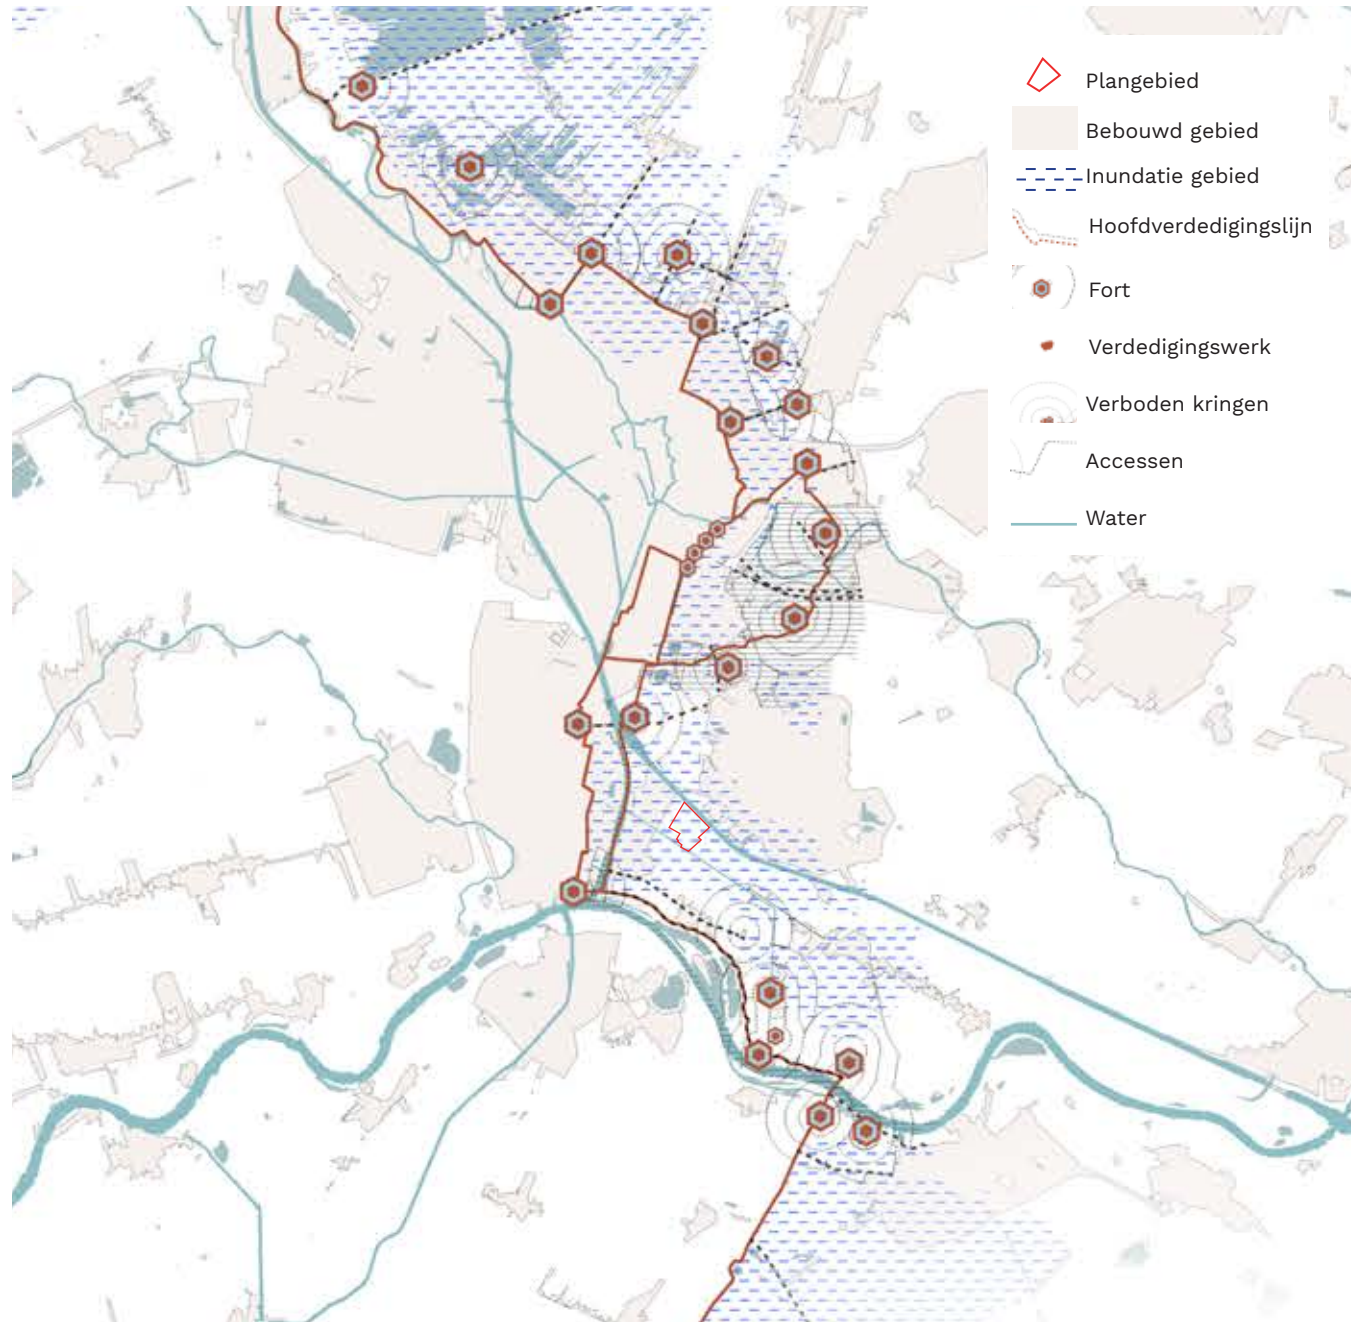 Plangebied
Bebouwd gebied
Inundatie gebied
Hoofdverdedigingslijn
Fort
Verdedigingswerk
Verboden kringen
Accessen
Water